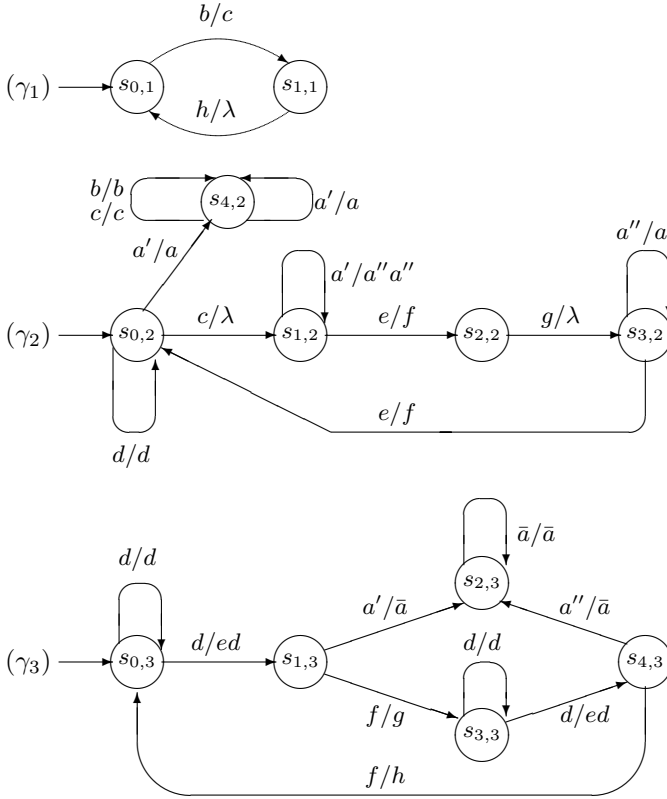 b/c
(γ₁) s₀,₁ s₁,₁
h/λ
b/b
c/c s₄,₂ a′/a
a′/a
a′/a″a″ a″/a
(γ₂) s₀,₂ c/λ s₁,₂ e/f s₂,₂ g/λ s₃,₂
e/f
d/d
ā/ā
d/d s₂,₃
a′/ā a″/ā
(γ₃) s₀,₃ d/ed s₁,₃ d/d s₄,₃
f/g s₃,₃ d/ed
f/h